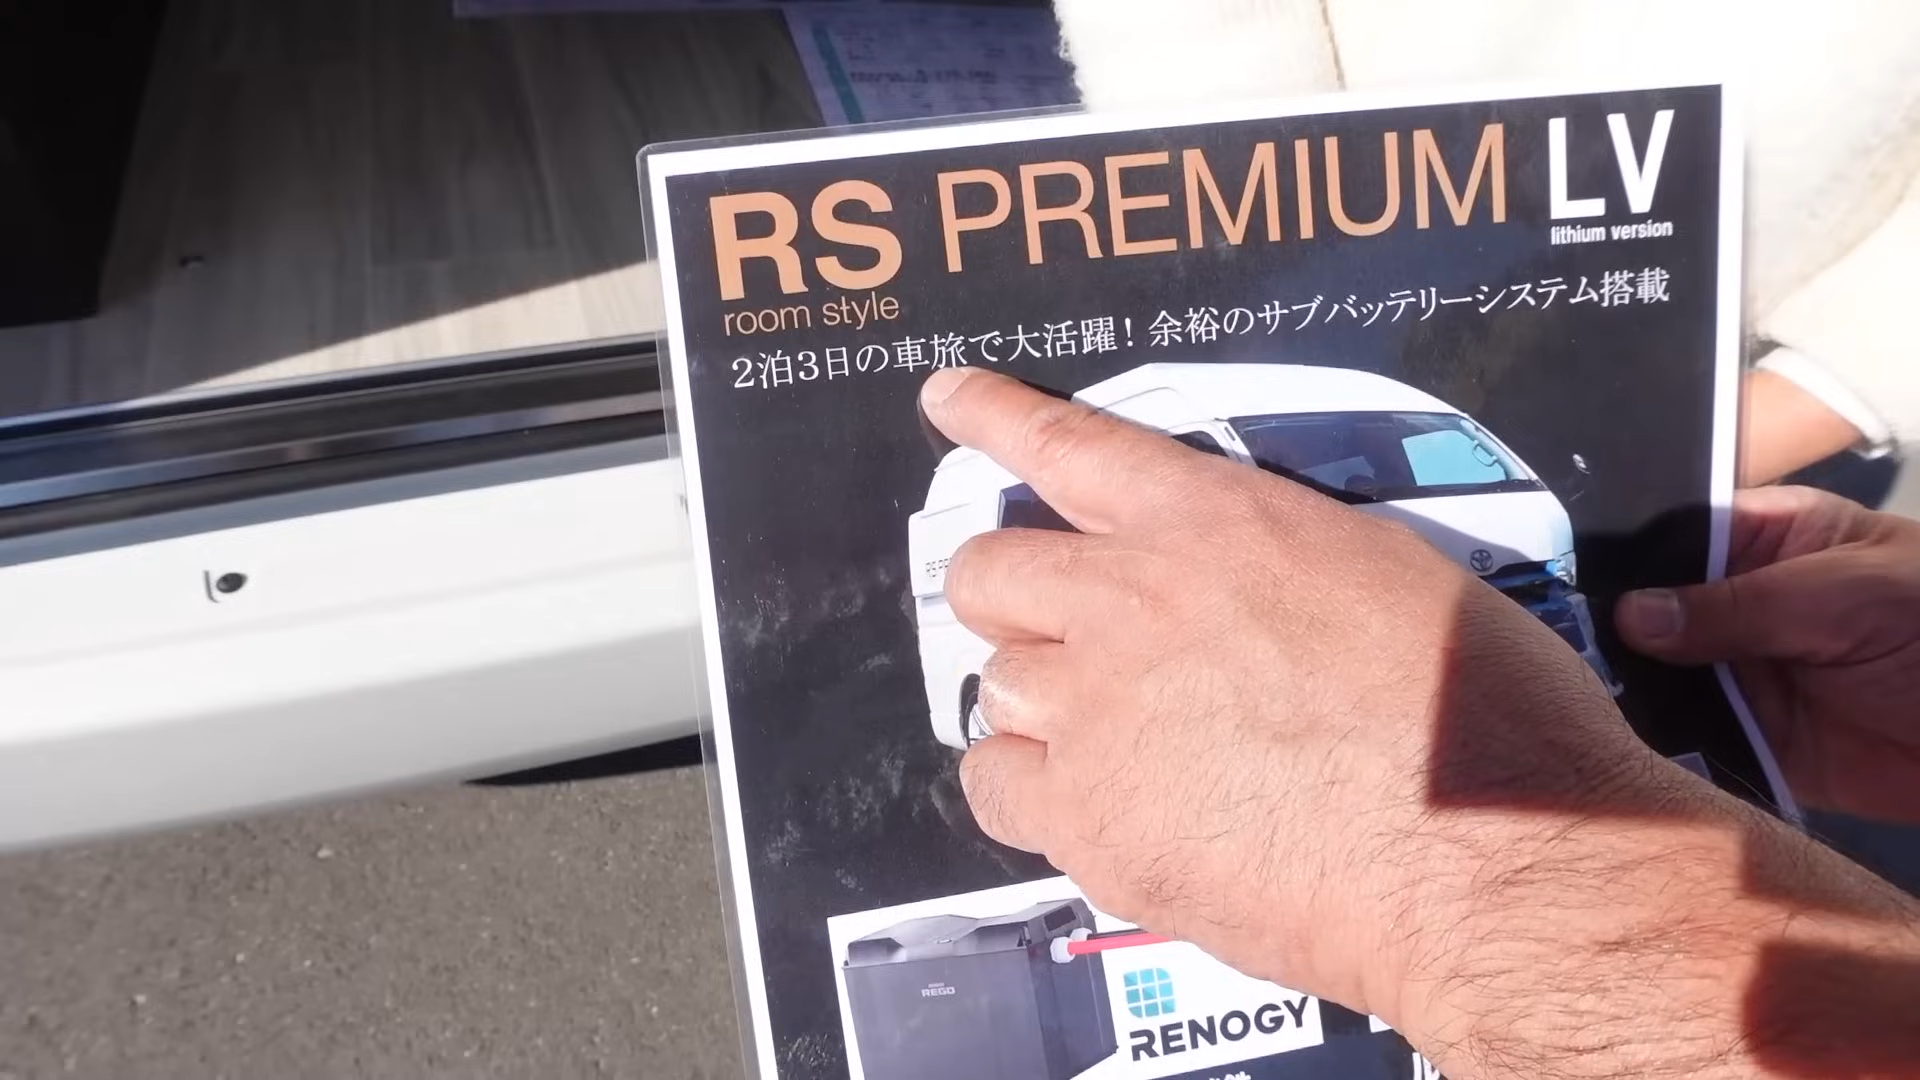 RS PREMIUM LV
lithium version
room style
2泊3日の車旅で大活躍！余裕のサブバッテリーシステム搭載
REGO
RENOGY